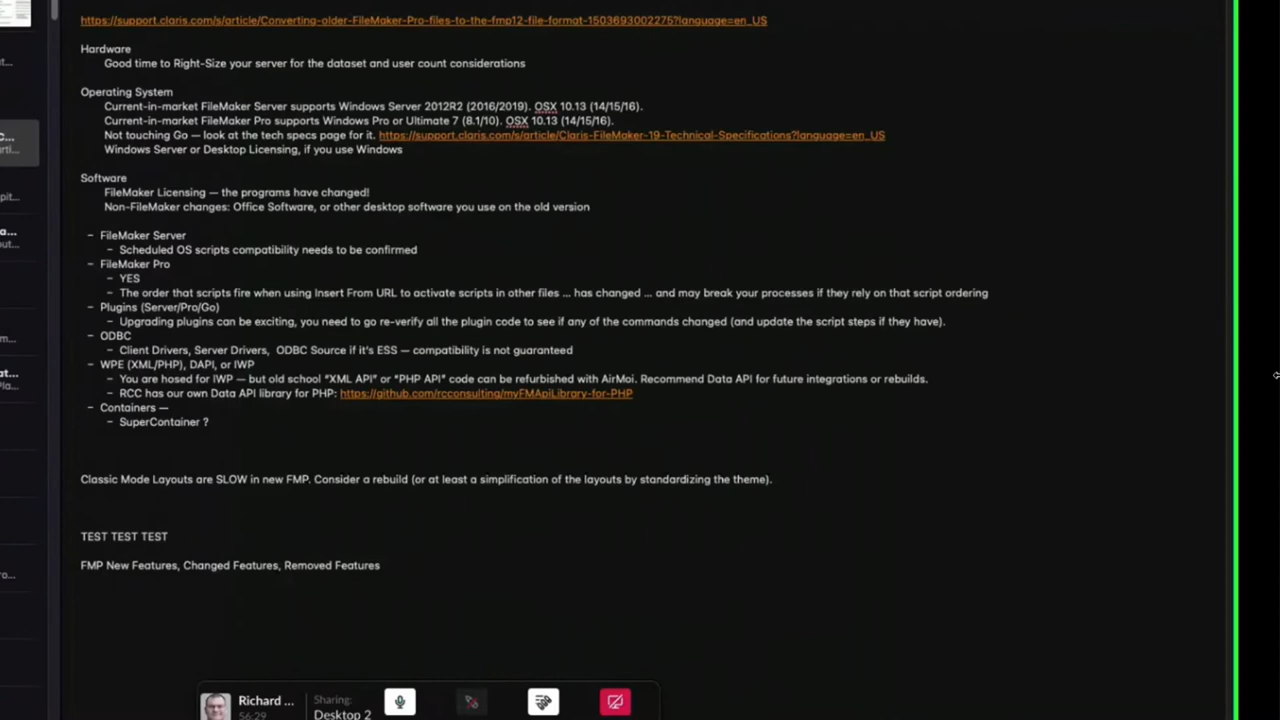 https://support.claris.com/s/article/Converting-older-FileMaker-Pro-files-to-the-fmp12-file-format-1503693002275?language=en_US
Hardware
Good time to Right-Size your server for the dataset and user count considerations
Operating System
Current-in-market FileMaker Server supports Windows Server 2012R2 (2016/2019). OSX 10.13 (14/15/16).
Current-in-market FileMaker Pro supports Windows Pro or Ultimate 7 (8.1/10). OSX 10.13 (14/15/16).
Not touching Go — look at the tech specs page for it. https://support.claris.com/s/article/Claris-FileMaker-19-Technical-Specifications?language=en_US
Windows Server or Desktop Licensing, if you use Windows
Software
FileMaker Licensing — the programs have changed!
Non-FileMaker changes: Office Software, or other desktop software you use on the old version
– FileMaker Server
– Scheduled OS scripts compatibility needs to be confirmed
– FileMaker Pro
– YES
– The order that scripts fire when using Insert From URL to activate scripts in other files ... has changed ... and may break your processes if they rely on that script ordering
– Plugins (Server/Pro/Go)
– Upgrading plugins can be exciting, you need to go re-verify all the plugin code to see if any of the commands changed (and update the script steps if they have).
– ODBC
– Client Drivers, Server Drivers, ODBC Source if it's ESS — compatibility is not guaranteed
– WPE (XML/PHP), DAPI, or IWP
– You are hosed for IWP — but old school *XML API* or *PHP API* code can be refurbished with AirMoi. Recommend Data API for future integrations or rebuilds.
– RCC has our own Data API library for PHP: https://github.com/rcconsulting/myFMApiLibrary-for-PHP
– Containers —
– SuperContainer ?
Classic Mode Layouts are SLOW in new FMP. Consider a rebuild (or at least a simplification of the layouts by standardizing the theme).
TEST TEST TEST
FMP New Features, Changed Features, Removed Features
Richard ...
56:29
Sharing:
Desktop 2